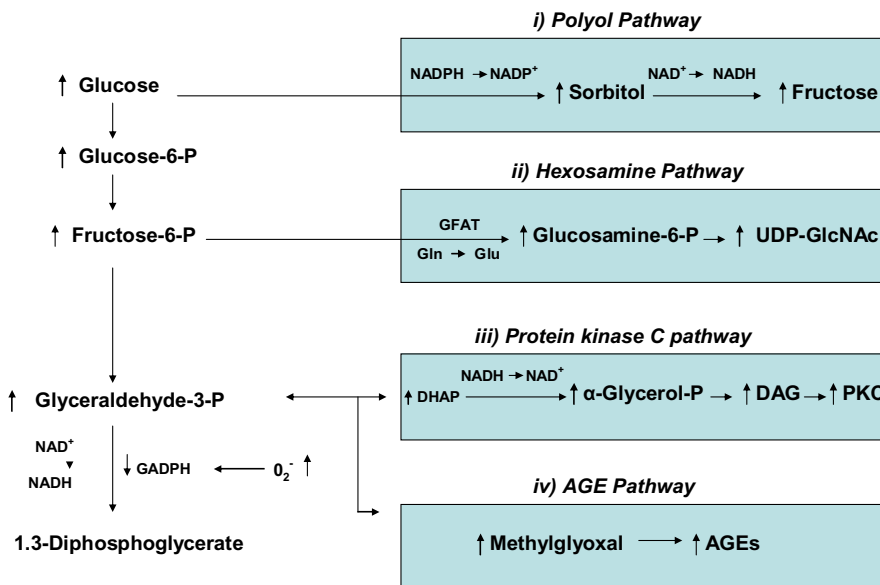 i) Polyol Pathway
NADPH → NADP⁺ NAD⁺ → NADH
↑ Glucose → ↑ Sorbitol → ↑ Fructose
↑ Glucose-6-P
ii) Hexosamine Pathway
GFAT
↑ Fructose-6-P → ↑ Glucosamine-6-P → ↑ UDP-GlcNAc
Gln → Glu
iii) Protein kinase C pathway
NADH → NAD⁺
↑ Glyceraldehyde-3-P ↔ ↑ DHAP → ↑ α-Glycerol-P → ↑ DAG → ↑ PKC
NAD⁺
↓ GADPH ← 0₂⁻ ↑
NADH
iv) AGE Pathway
1.3-Diphosphoglycerate
↑ Methylglyoxal → ↑ AGEs